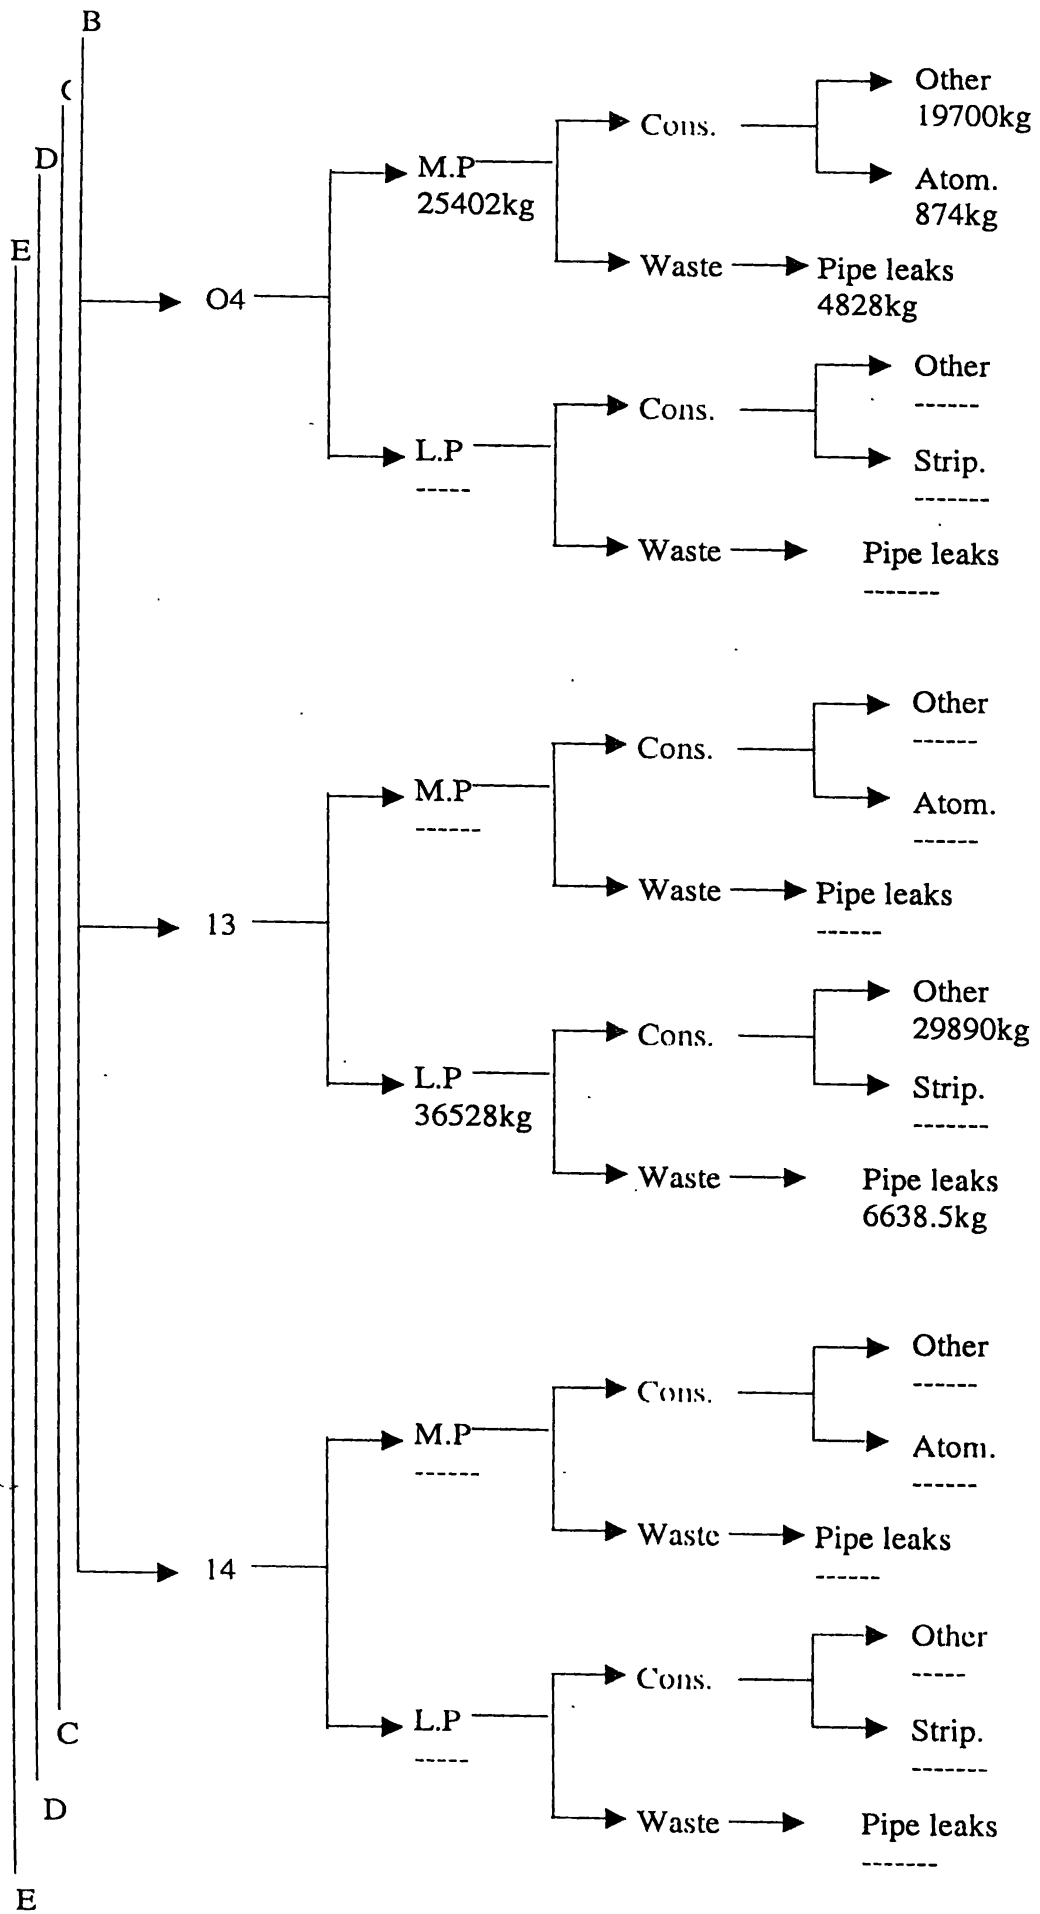 B
C
D
E
O4
M.P
25402kg
Cons.
Other
19700kg
Atom.
874kg
Waste
Pipe leaks
4828kg
L.P
-----
Cons.
Other
------
Strip.
-------
Waste
Pipe leaks
-------
13
M.P
------
Cons.
Other
------
Atom.
------
Waste
Pipe leaks
------
L.P
36528kg
Cons.
Other
29890kg
Strip.
-------
Waste
Pipe leaks
6638.5kg
14
M.P
------
Cons.
Other
------
Atom.
------
Waste
Pipe leaks
------
L.P
-----
Cons.
Other
-----
Strip.
-------
Waste
Pipe leaks
-------
C
D
E